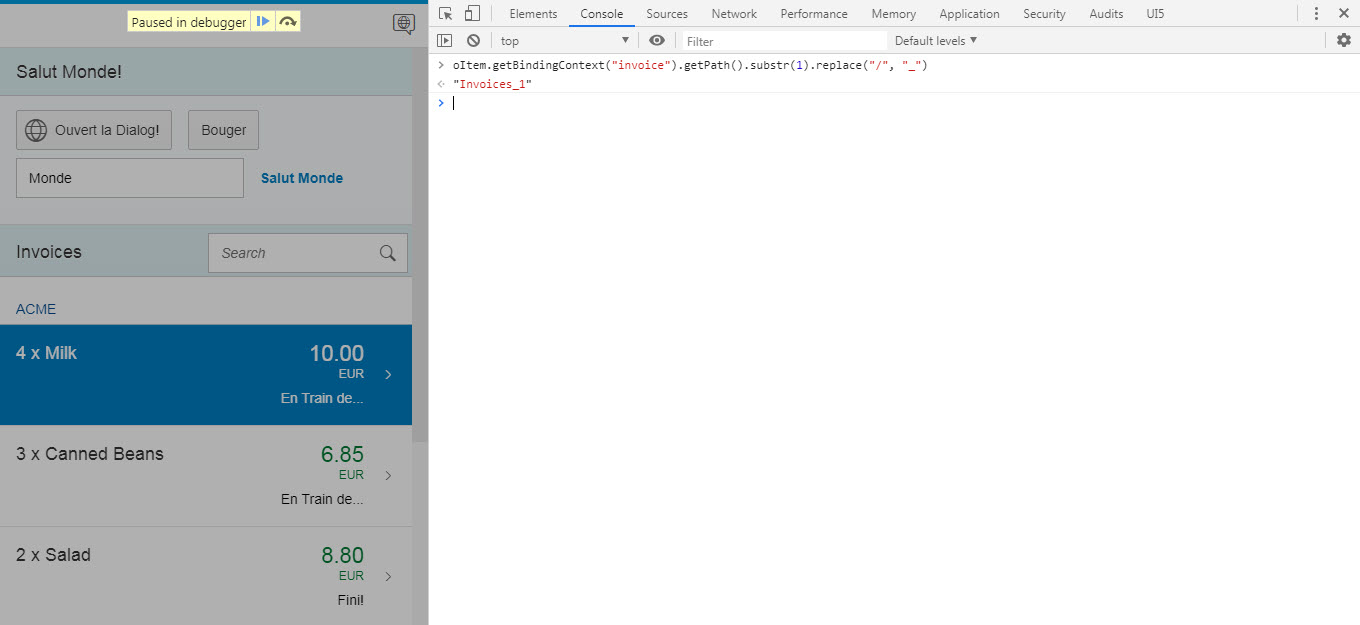 Paused in debugger
Salut Monde!
Ouvert la Dialog!
Bouger
Monde
Salut Monde
Invoices
Search
ACME
4 x Milk
10.00
EUR
En Train de...
3 x Canned Beans
6.85
EUR
En Train de...
2 x Salad
8.80
EUR
Fini!
Elements Console Sources Network Performance Memory Application Security Audits UI5
top Filter Default levels
oItem.getBindingContext("invoice").getPath().substr(1).replace("/", "_")
"Invoices_1"